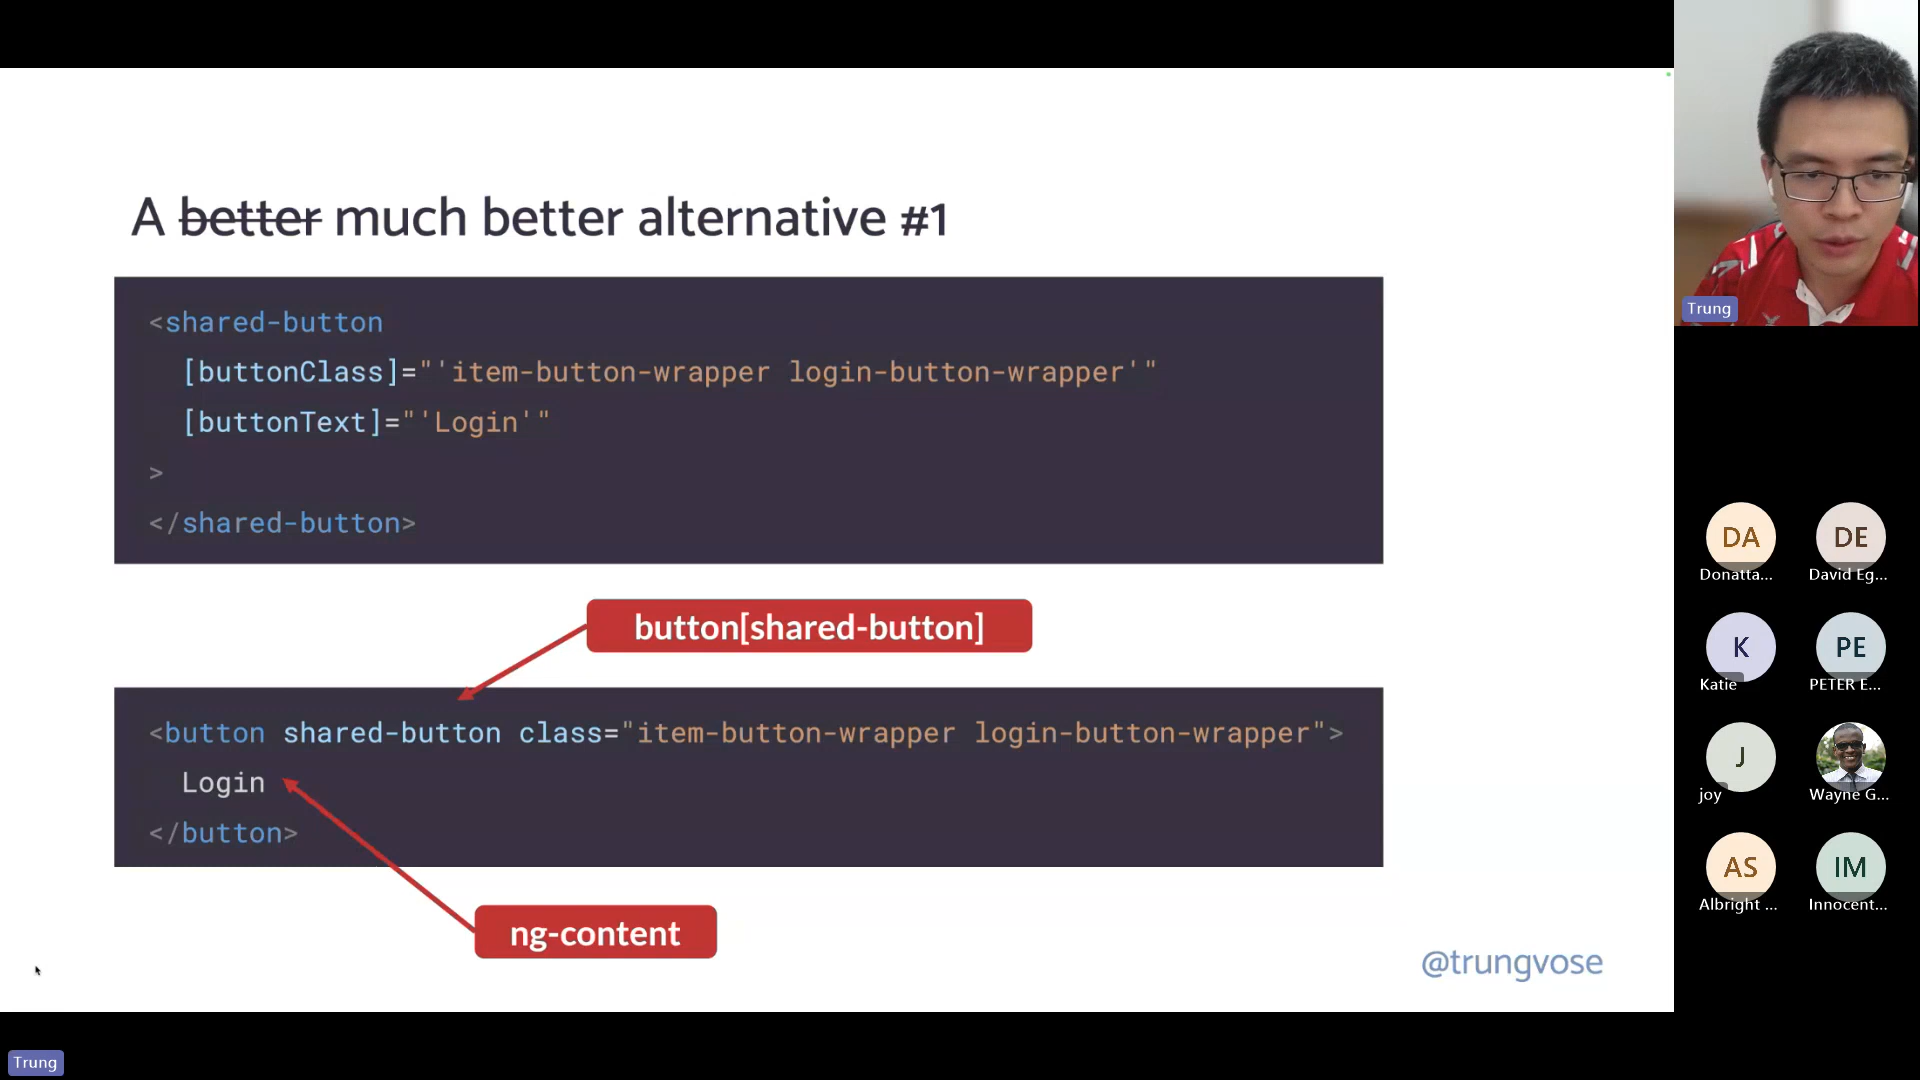 A better much better alternative #1
<shared-button
[buttonClass]="'item-button-wrapper login-button-wrapper'"
[buttonText]="'Login'"
>
</shared-button>
button[shared-button]
<button shared-button class="item-button-wrapper login-button-wrapper">
Login
</button>
ng-content
@trungvose
Trung
Trung
DA
Donatta...
DE
David Eg...
K
Katie
PE
PETER E...
J
joy
Wayne G...
AS
Albright ...
IM
Innocent...